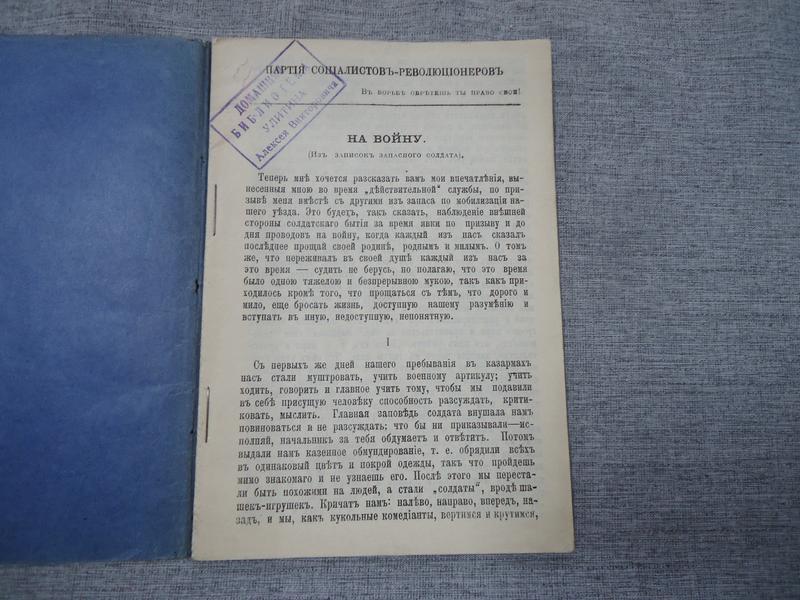 ПАРТІЯ СОЦІАЛИСТОВЪ-РЕВОЛЮЦІОНЕРОВЪ
Въ борьбѣ обрѣтешь ты право свое!
ДОМАШНЯЯ
БИБЛИОТЕКА
УЛИТИНА
Алексея Викторовича
НА ВОЙНУ.
(Изъ записокъ запасного солдата).
Теперь мнѣ хочется разсказать вамъ мои впечатлѣнія, вы-
несенныя мною во время „дѣйствительной“ службы, по при-
зывѣ меня вмѣстѣ съ другими изъ запаса по мобилизаціи на-
шего уѣзда. Это будетъ, такъ сказать, наблюденіе внѣшней
стороны солдатскаго бытія за время явки по призыву и до
дня проводовъ на войну, когда каждый изъ насъ сказалъ
послѣднее прощай своей родинѣ, роднымъ и милымъ. О томъ
же, что переживалъ въ своей душѣ каждый изъ насъ за
это время — судить не берусь, но полагаю, что это время
было одною тяжелою и безпрерывною мукою, такъ какъ при-
ходилось кромѣ того, что прощаться съ тѣмъ, что дорого и
мило, еще бросать жизнь, доступную нашему разумѣнію и
вступать въ иную, недоступную, непонятную.
I
Съ первыхъ же дней нашего пребыванія въ казармахъ
насъ стали муштровать, учить военному артикулу; учить
ходить, говорить и главное учить тому, чтобы мы подавили
въ себѣ присущую человѣку способность разсуждать, крити-
ковать, мыслить. Главная заповѣдь солдата внушала намъ
повиноваться и не разсуждать; что бы ни приказывали—ис-
полняй, начальникъ за тебя обдумаетъ и отвѣтитъ. Потомъ
выдали намъ казенное обмундированіе, т. е. обрядили всѣхъ
въ одинаковый цвѣтъ и покрой одежды, такъ что пройдешь
мимо знакомаго и не узнаешь его. Послѣ этого мы переста-
ли быть похожими на людей, а стали „солдаты“, вродѣ ша-
шекъ-игрушекъ. Кричатъ намъ: налѣво, направо, впередъ, на-
задъ, и мы, какъ кукольные комедіанты, вертимся и крутимся,